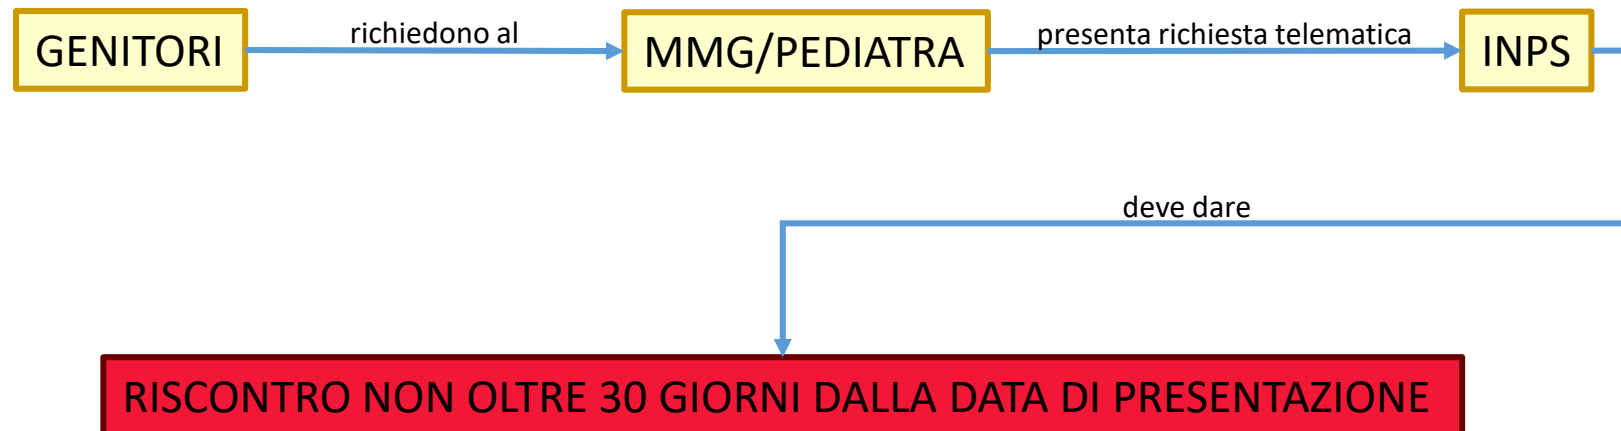 GENITORI
richiedono al
MMG/PEDIATRA
presenta richiesta telematica
INPS
deve dare
RISCONTRO NON OLTRE 30 GIORNI DALLA DATA DI PRESENTAZIONE